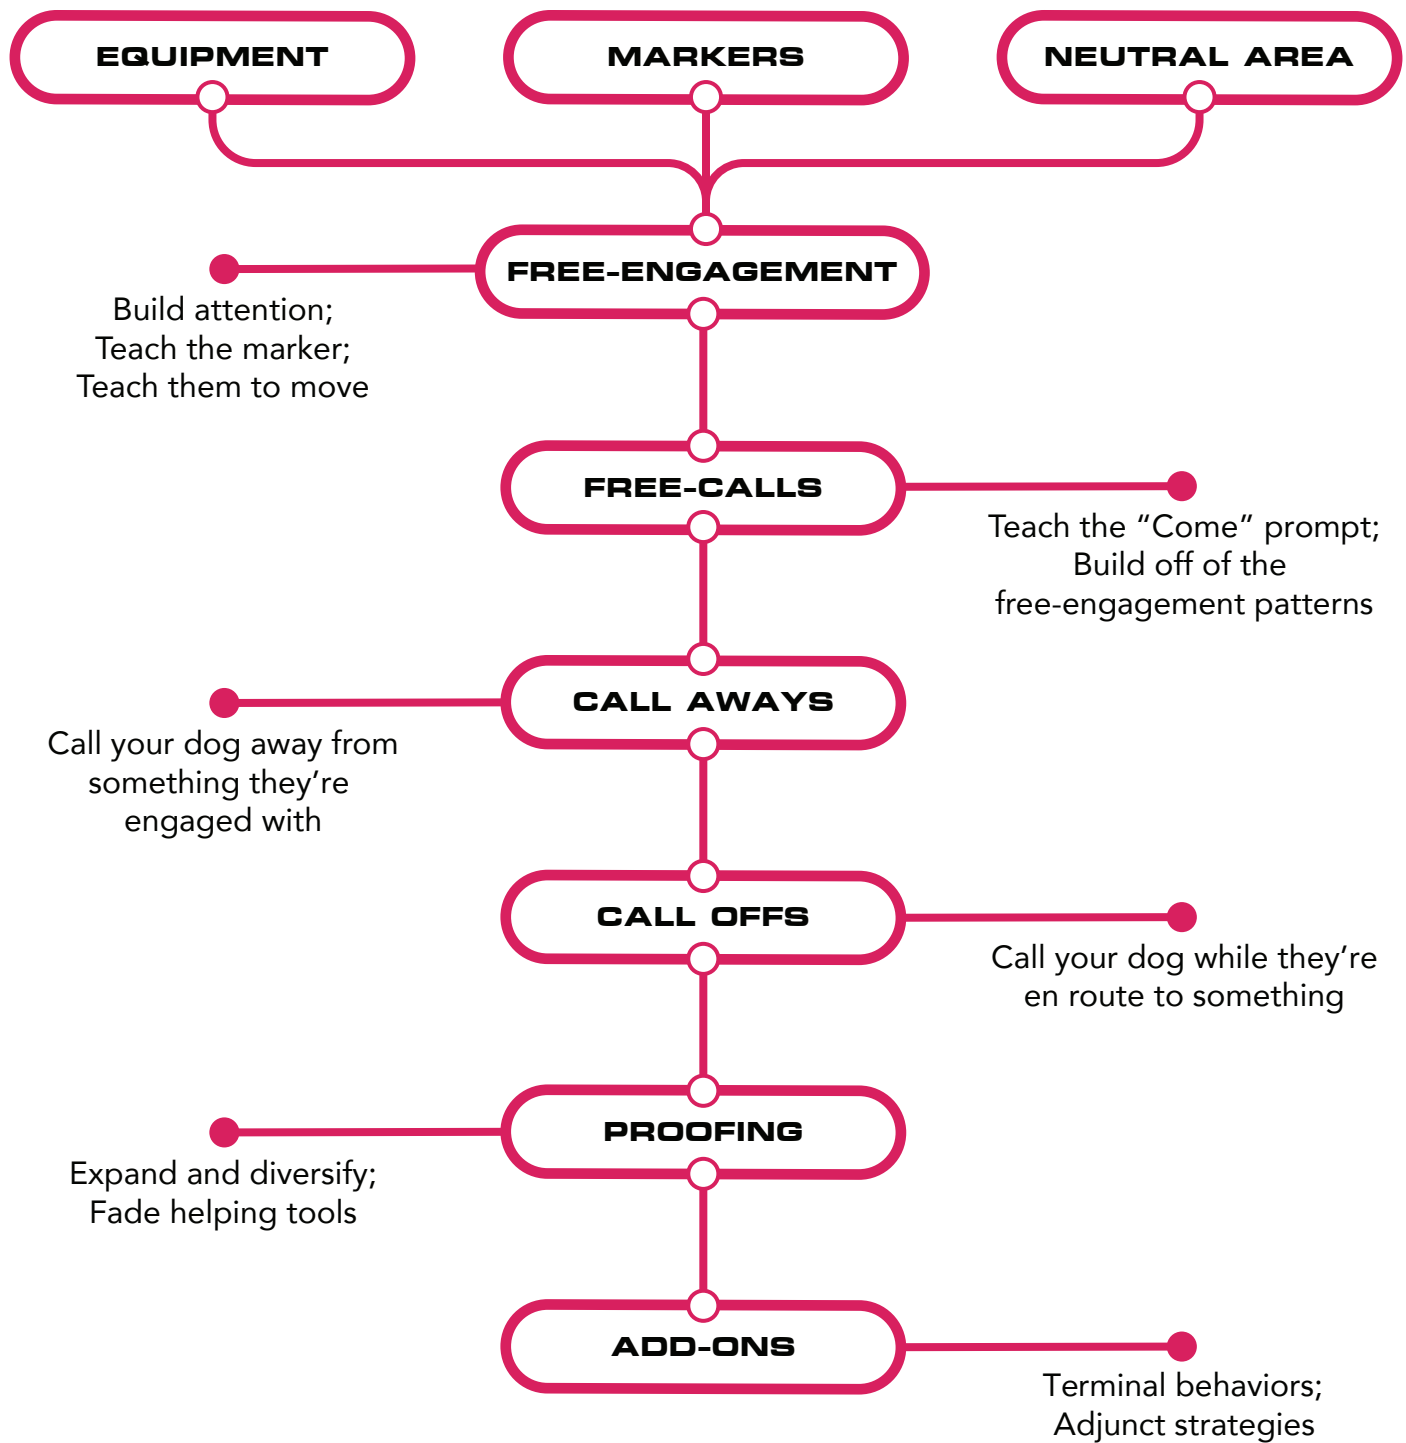 EQUIPMENT
MARKERS
NEUTRAL AREA
FREE-ENGAGEMENT
Build attention;
Teach the marker;
Teach them to move
FREE-CALLS
Teach the “Come” prompt;
Build off of the
free-engagement patterns
CALL AWAYS
Call your dog away from
something they’re
engaged with
CALL OFFS
Call your dog while they’re
en route to something
PROOFING
Expand and diversify;
Fade helping tools
ADD-ONS
Terminal behaviors;
Adjunct strategies